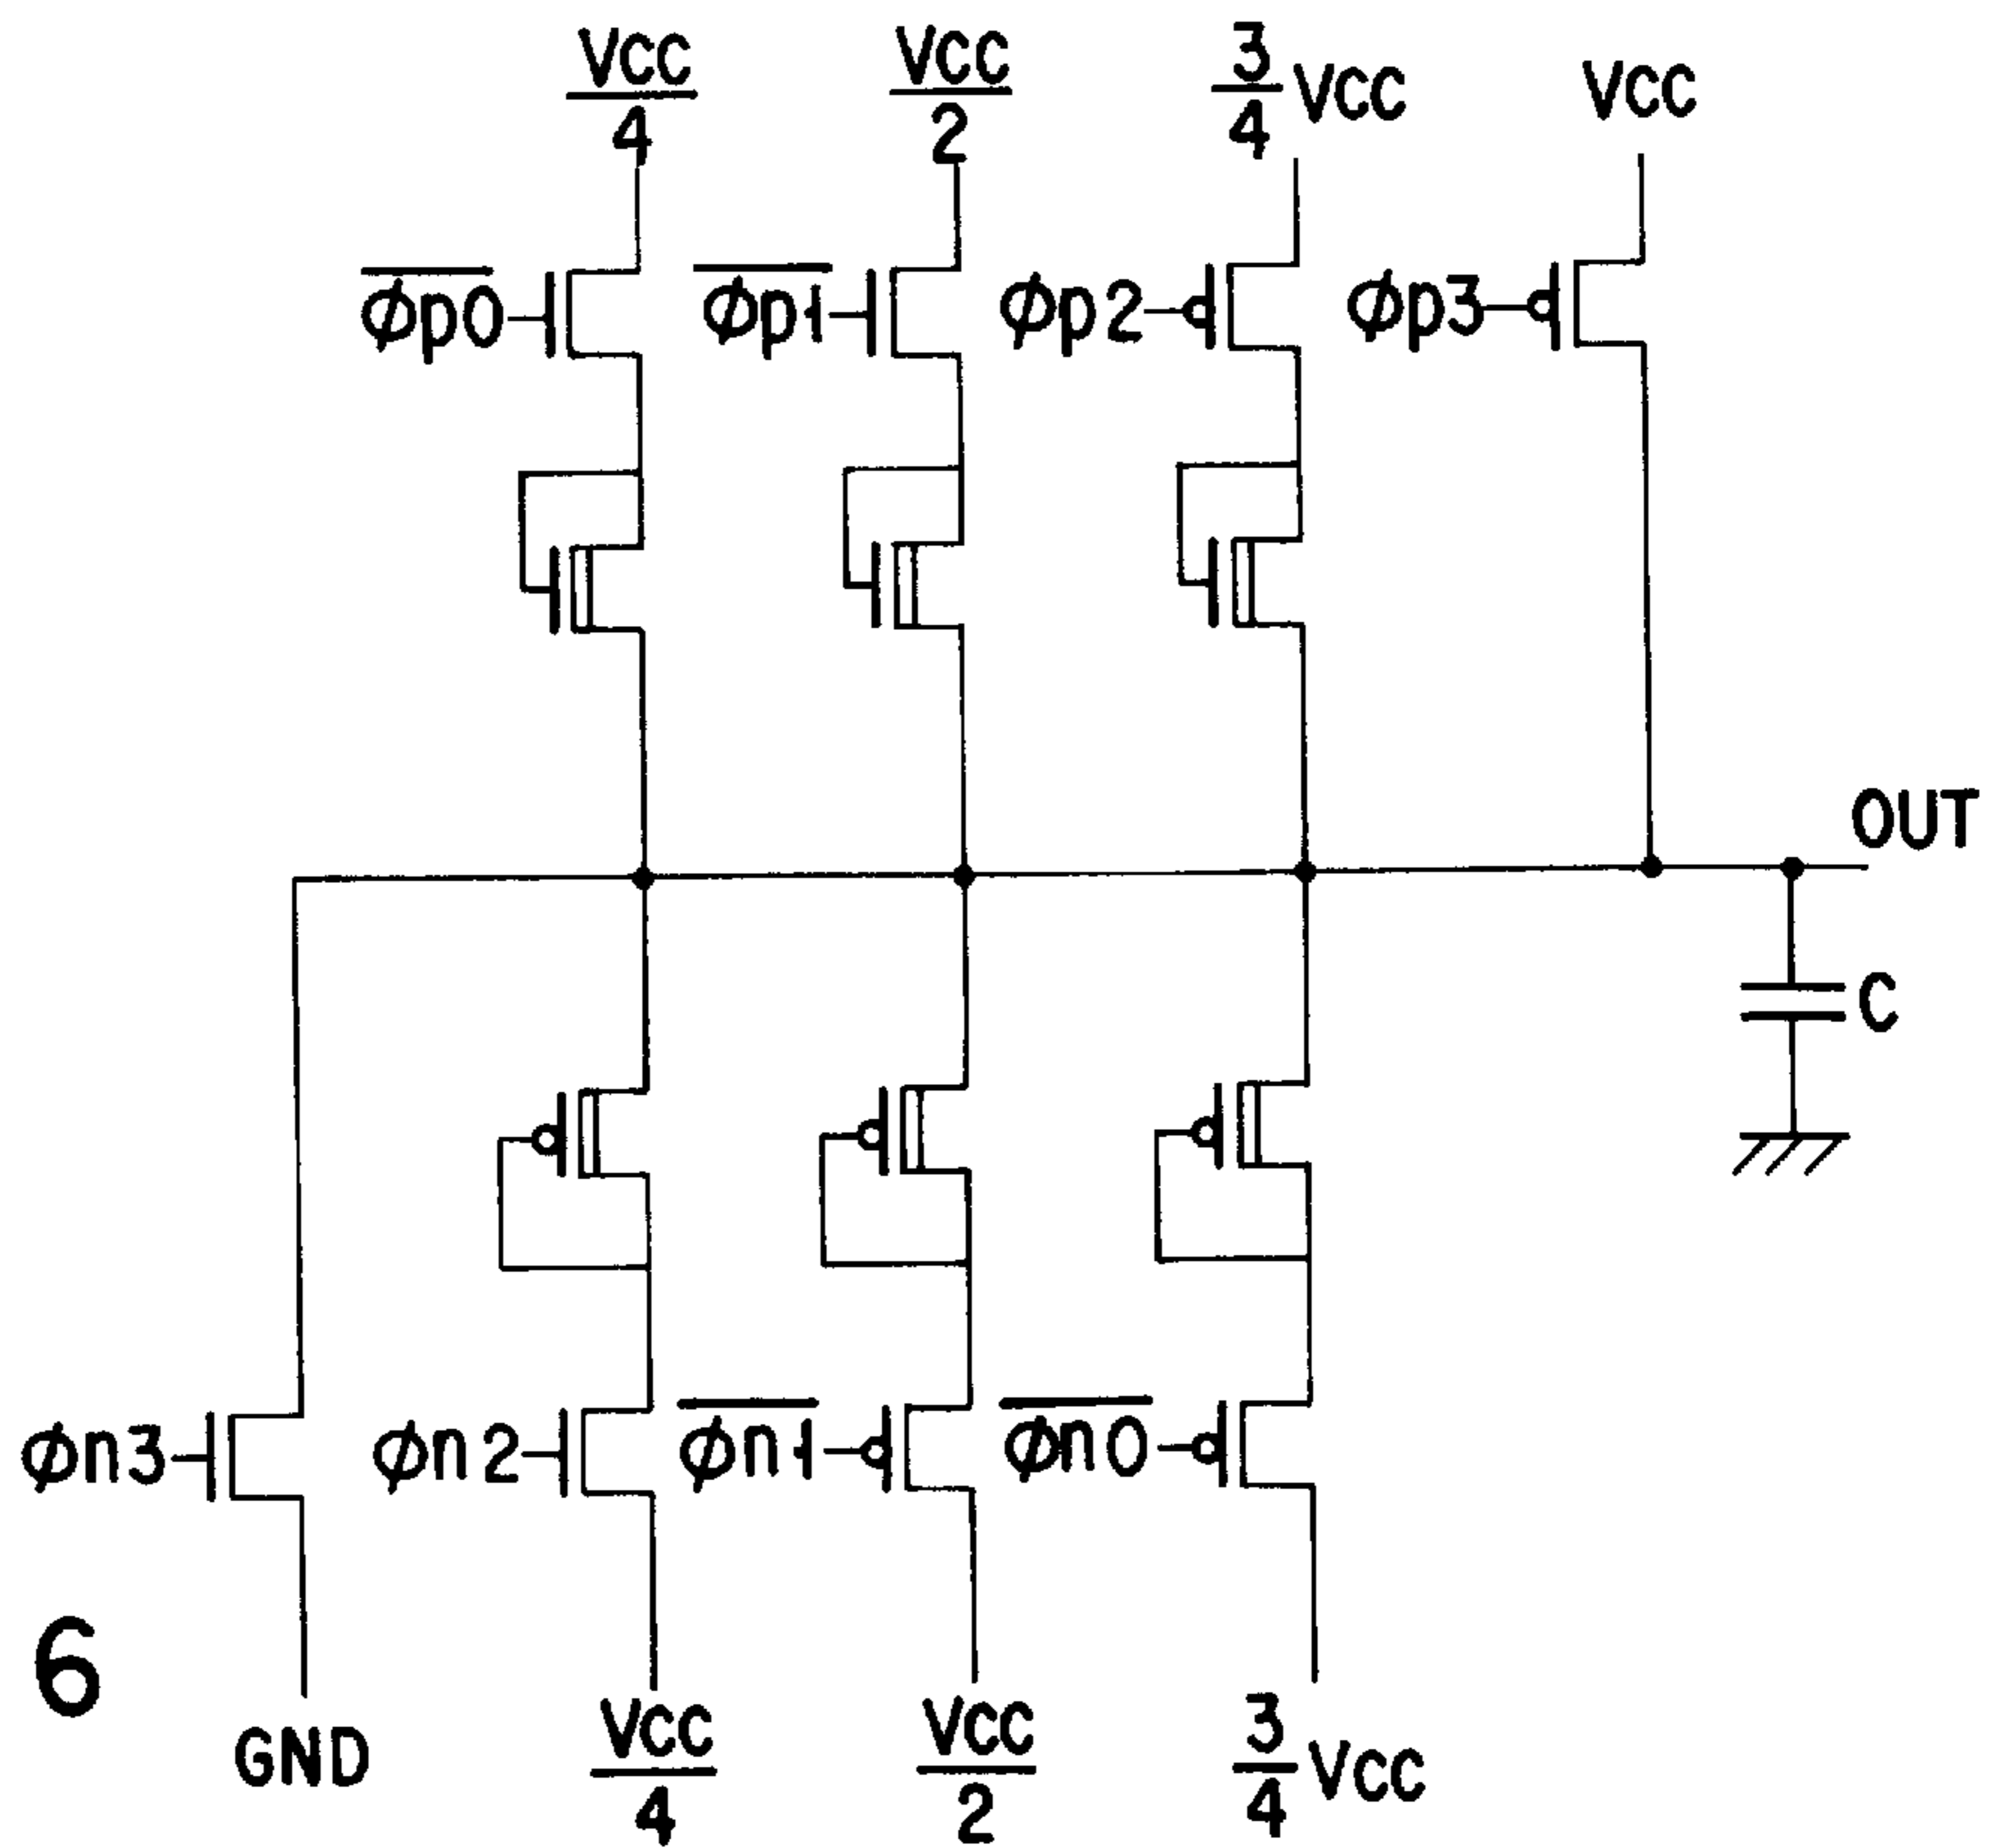 VCC/4 VCC/2 3/4 VCC VCC
φp0̅ φp1̅ φp2 φp3
OUT
C
φn3 φn2 φn1̅ φn0̅
6
GND VCC/4 VCC/2 3/4 VCC